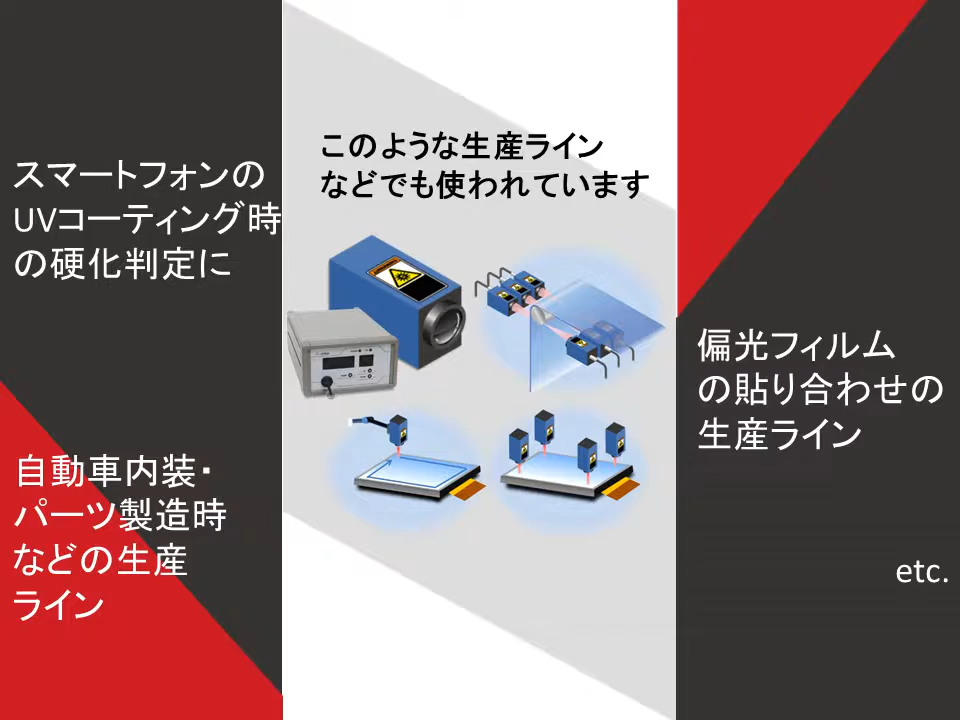 このような生産ライン
などでも使われています
スマートフォンの
UVコーティング時
の硬化判定に
自動車内装・
パーツ製造時
などの生産
ライン
偏光フィルム
の貼り合わせの
生産ライン
etc.